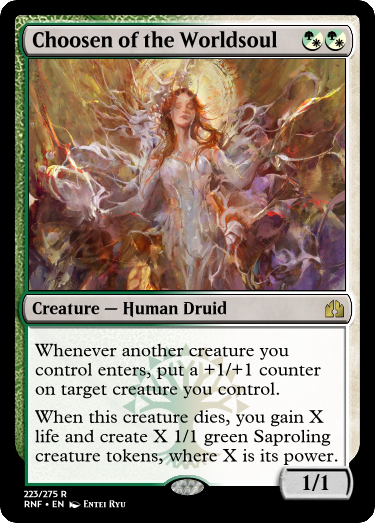 Choosen of the Worldsoul
Creature — Human Druid
Whenever another creature you
control enters, put a +1/+1 counter
on target creature you control.
When this creature dies, you gain X
life and create X 1/1 green Saproling
creature tokens, where X is its power.
1/1
223/275 R
RNF • EN Entei Ryu